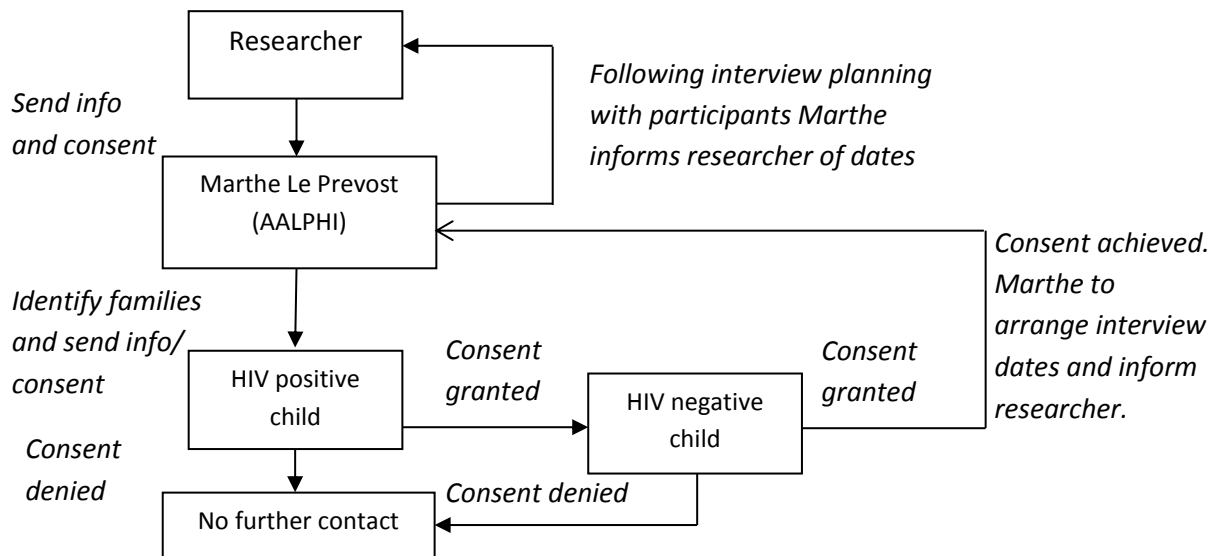 Researcher
Send info
and consent
Following interview planning
with participants Marthe
informs researcher of dates
Marthe Le Prevost
(AALPHI)
Consent achieved.
Marthe to
arrange interview
dates and inform
researcher.
Identify families
and send info/
consent
HIV positive
child
Consent
granted
HIV negative
child
Consent
granted
Consent
denied
Consent denied
No further contact